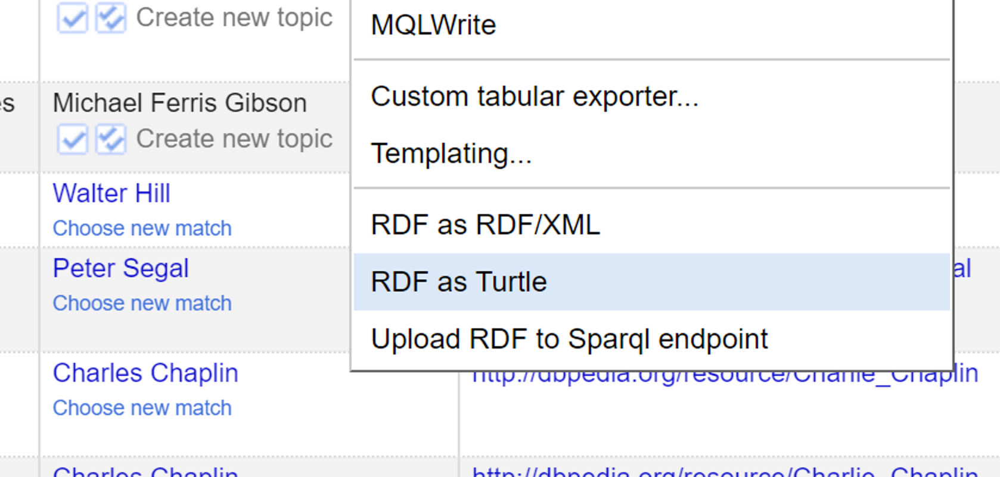 Create new topic
MQLWrite
es
Michael Ferris Gibson
Create new topic
Custom tabular exporter...
Templating...
Walter Hill
Choose new match
RDF as RDF/XML
Peter Segal
al
Choose new match
RDF as Turtle
Upload RDF to Sparql endpoint
Charles Chaplin
http://dbpedia.org/resource/Charlie_Chaplin
Choose new match
Charles Chaplin
http://dbpedia.org/resource/Charlie_Chaplin